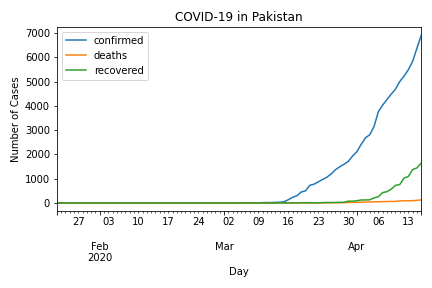 COVID-19 in Pakistan
confirmed
deaths
recovered
7000
6000
5000
4000
3000
2000
1000
0
Number of Cases
27 03 10 17 24 02 09 16 23 30 06 13
Feb Mar Apr
2020
Day